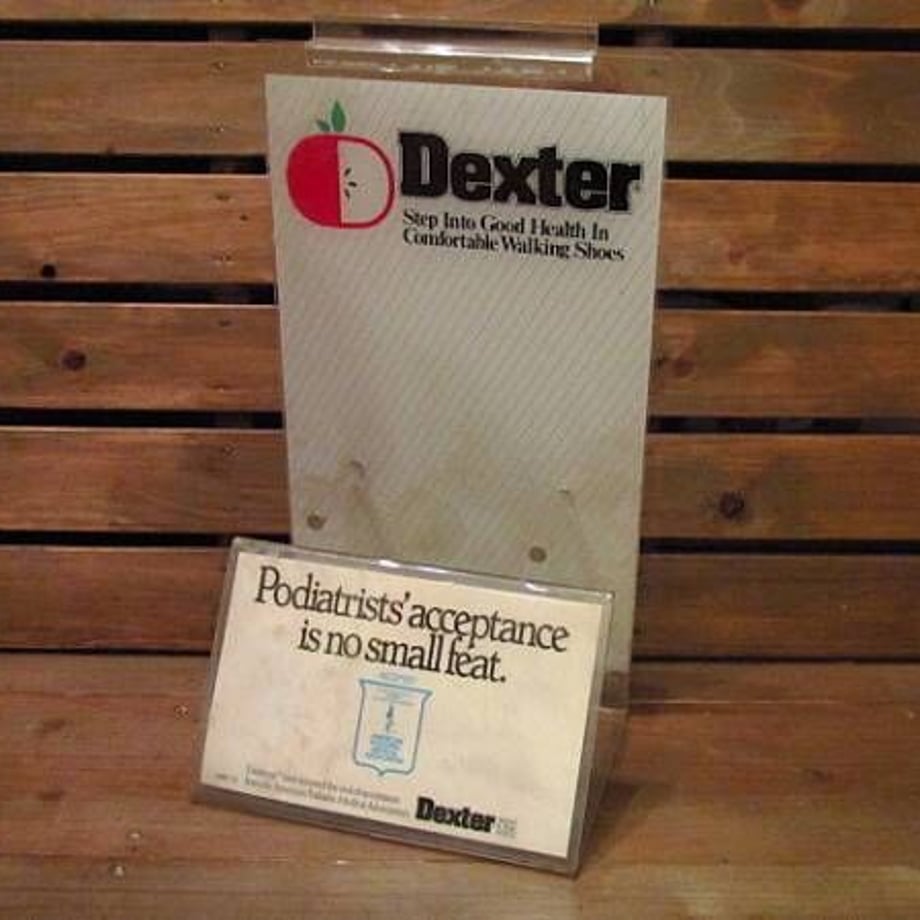 Dexter
Step Into Good Health In
Comfortable Walking Shoes
Podiatrists' acceptance
is no small feat.
Dexter